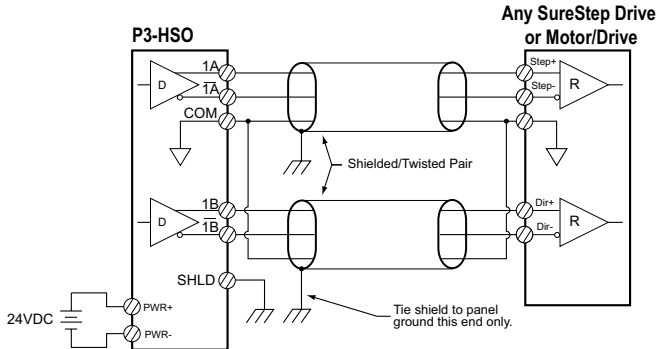 Any SureStep Drive
or Motor/Drive
P3-HSO
1A
1A
COM
D
Step+
Step-
R
Shielded/Twisted Pair
1B
1B
D
Dir+
Dir-
R
SHLD
24VDC
PWR+
PWR-
Tie shield to panel
ground this end only.